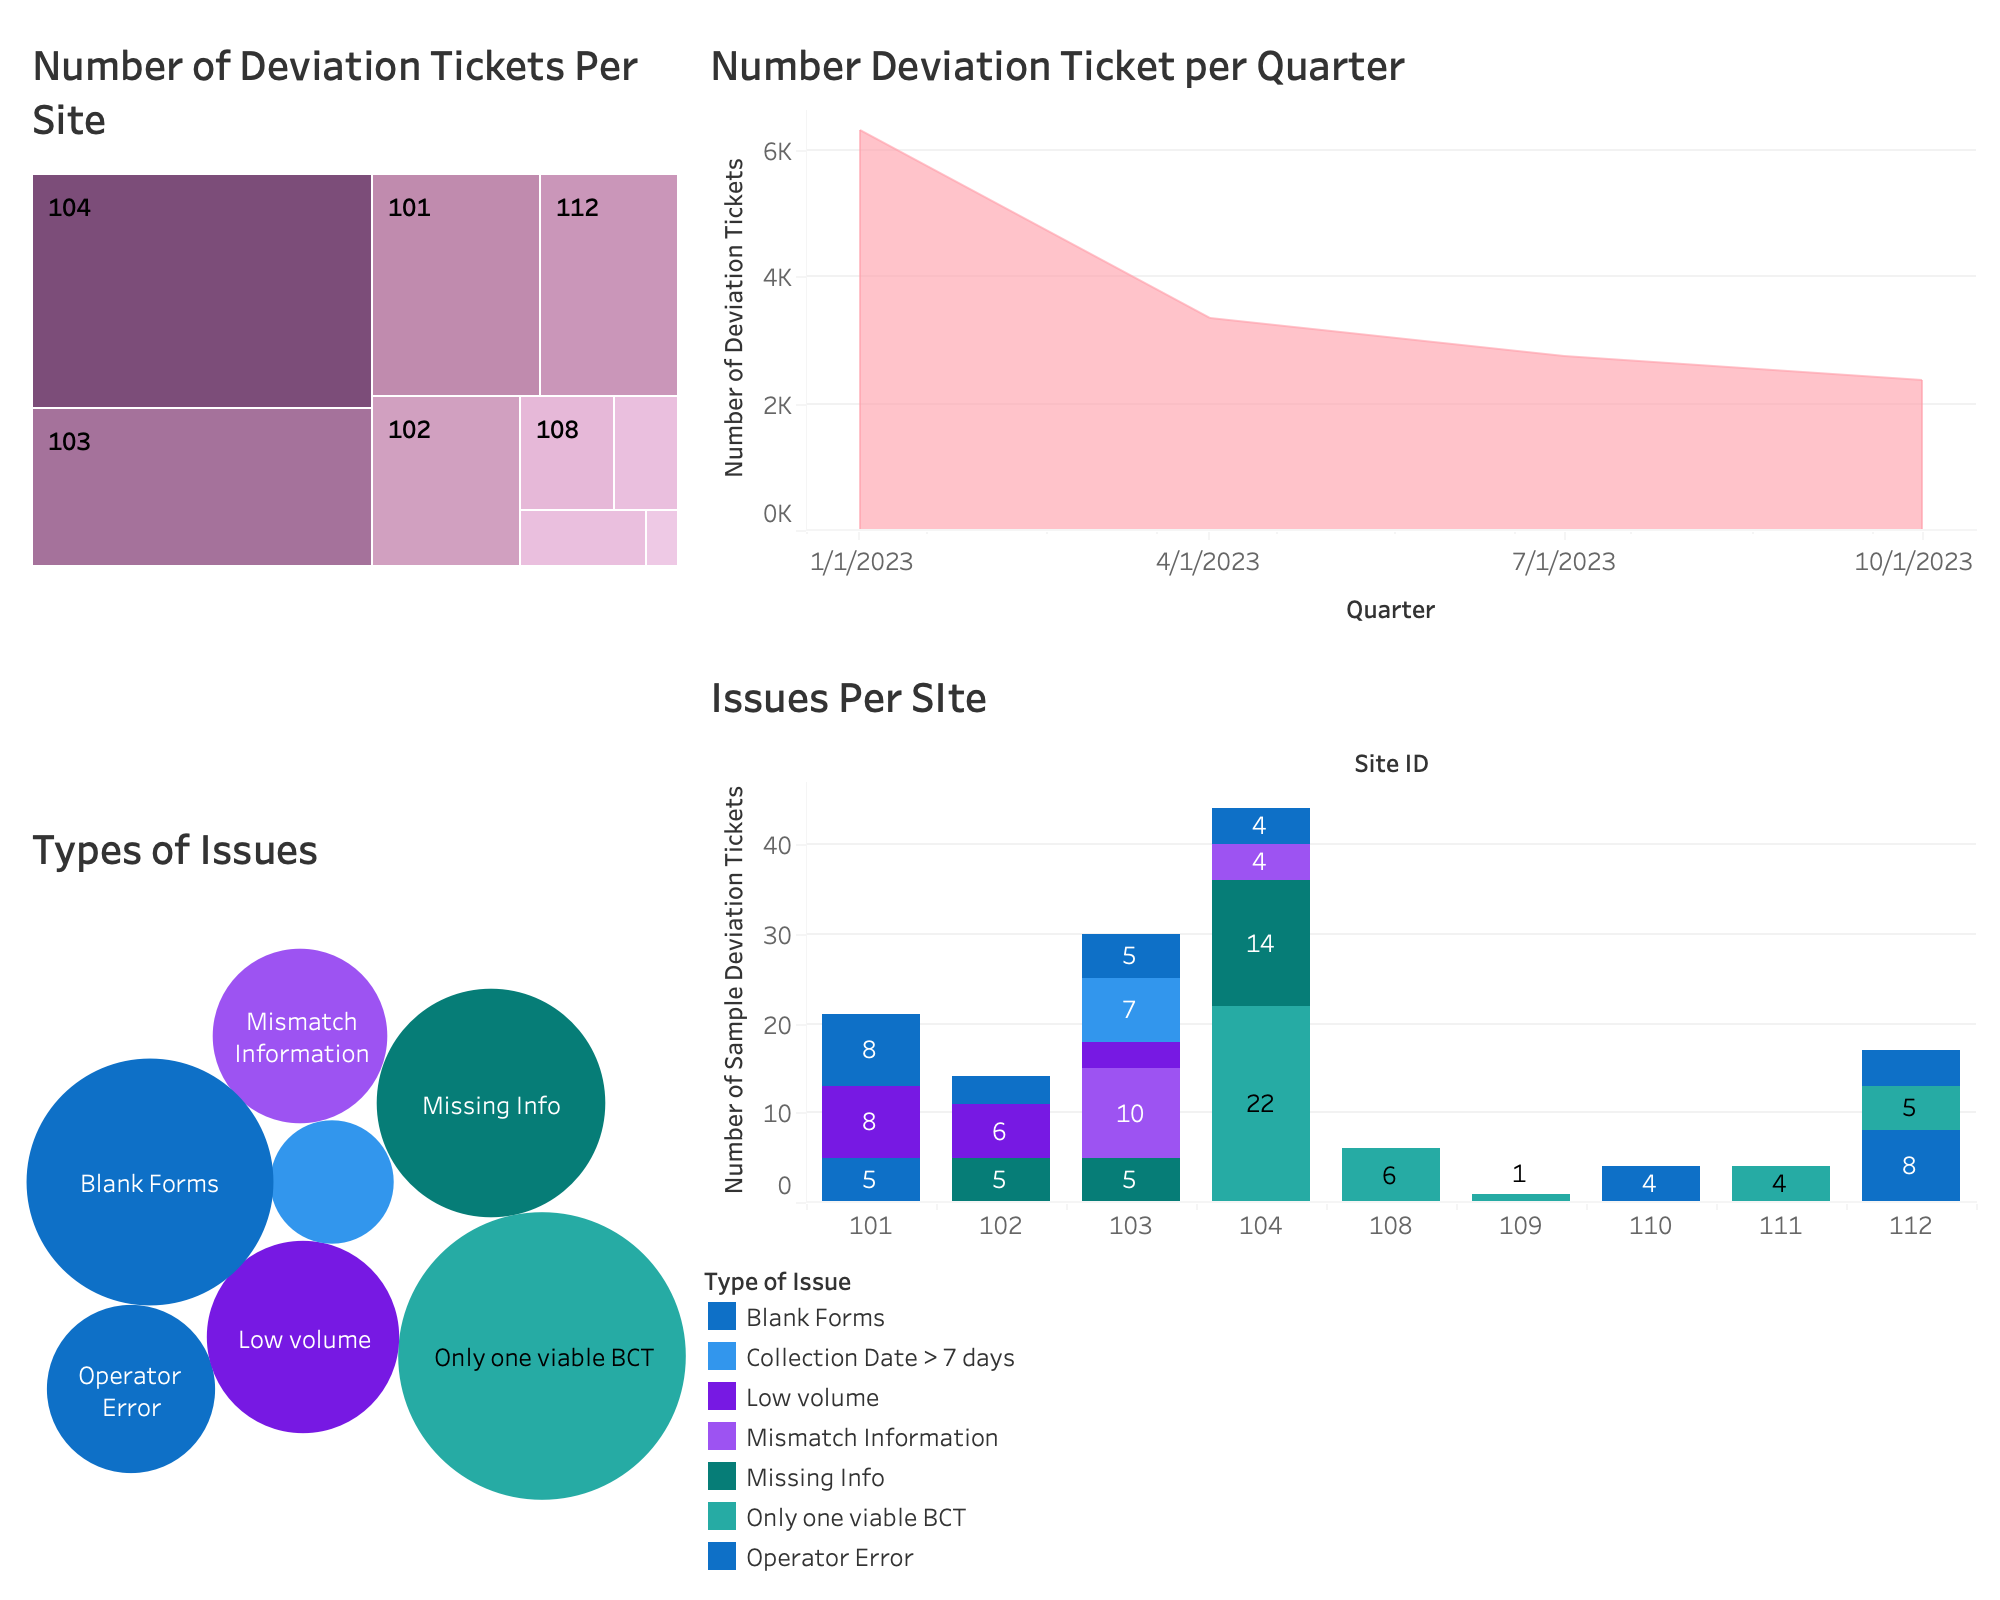 Number of Deviation Tickets Per
Site
104
101
112
103
102
108
Number Deviation Ticket per Quarter
Number of Deviation Tickets
6K
4K
2K
0K
1/1/2023
4/1/2023
7/1/2023
10/1/2023
Quarter
Types of Issues
Mismatch
Information
Missing Info
Blank Forms
Low volume
Only one viable BCT
Operator
Error
Issues Per SIte
Site ID
Number of Sample Deviation Tickets
40
30
20
10
0
8
8
5
6
5
5
7
10
5
4
4
14
22
6
1
4
4
5
8
101
102
103
104
108
109
110
111
112
Type of Issue
Blank Forms
Collection Date > 7 days
Low volume
Mismatch Information
Missing Info
Only one viable BCT
Operator Error